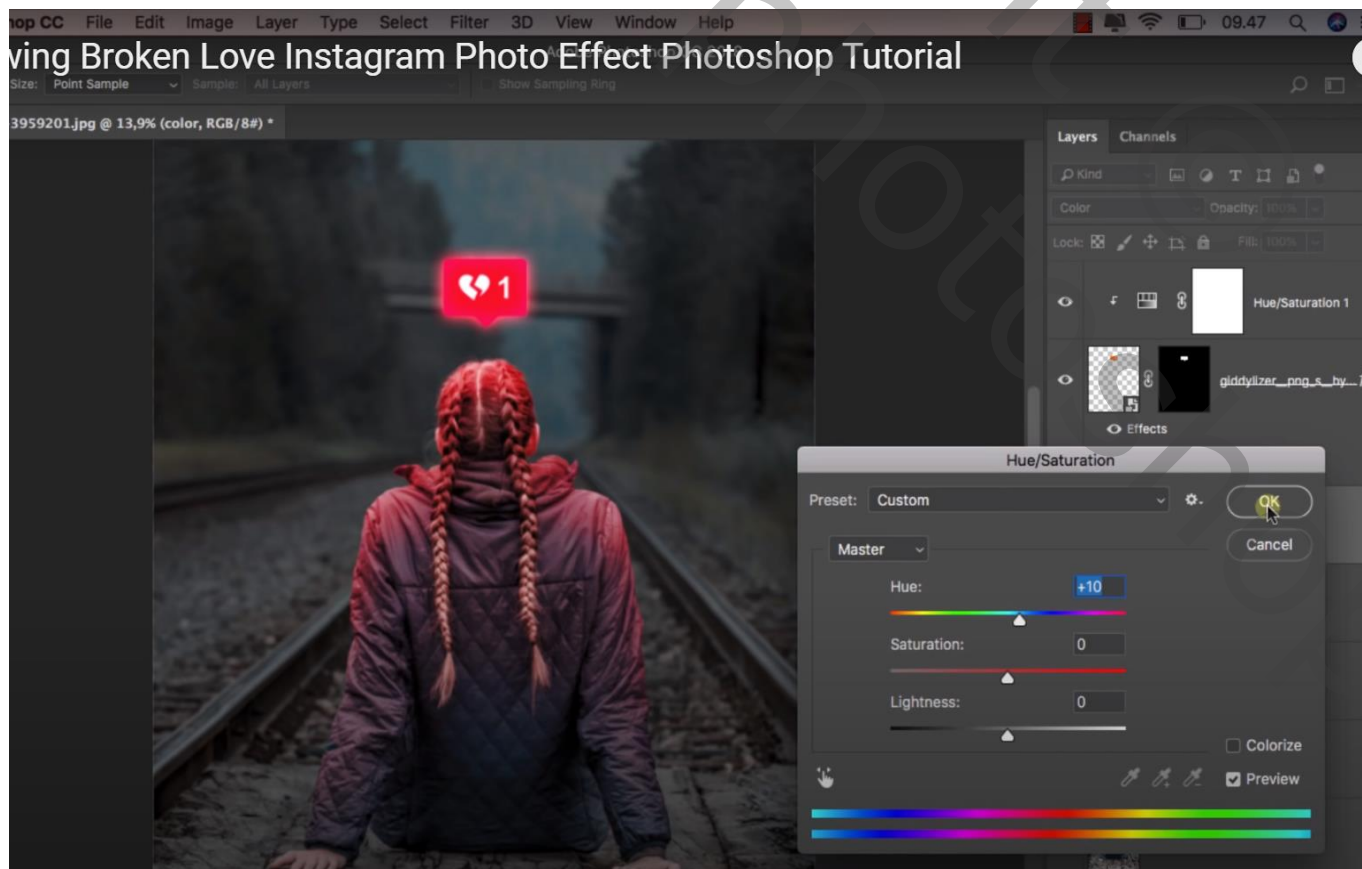 hop CC File Edit Image Layer Type Select Filter 3D View Window Help 09.47
wing Broken Love Instagram Photo Effect Photoshop Tutorial
Size: Point Sample Sample: All Layers Show Sampling Ring
3959201.jpg @ 13,9% (color, RGB/8#) *
Layers Channels
Kind
Color Opacity: 100%
Lock: Fill: 100%
1
Hue/Saturation 1
giddylizer__png_s__by...
Effects
Hue/Saturation
Preset: Custom OK
Master Cancel
Hue: +10
Saturation: 0
Lightness: 0
Colorize
Preview